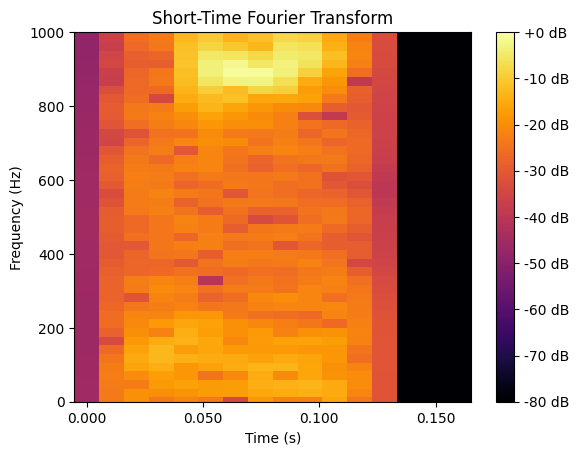 Short-Time Fourier Transform
1000
800
600
400
200
0
Frequency (Hz)
0.000
0.050
0.100
0.150
Time (s)
+0 dB
-10 dB
-20 dB
-30 dB
-40 dB
-50 dB
-60 dB
-70 dB
-80 dB